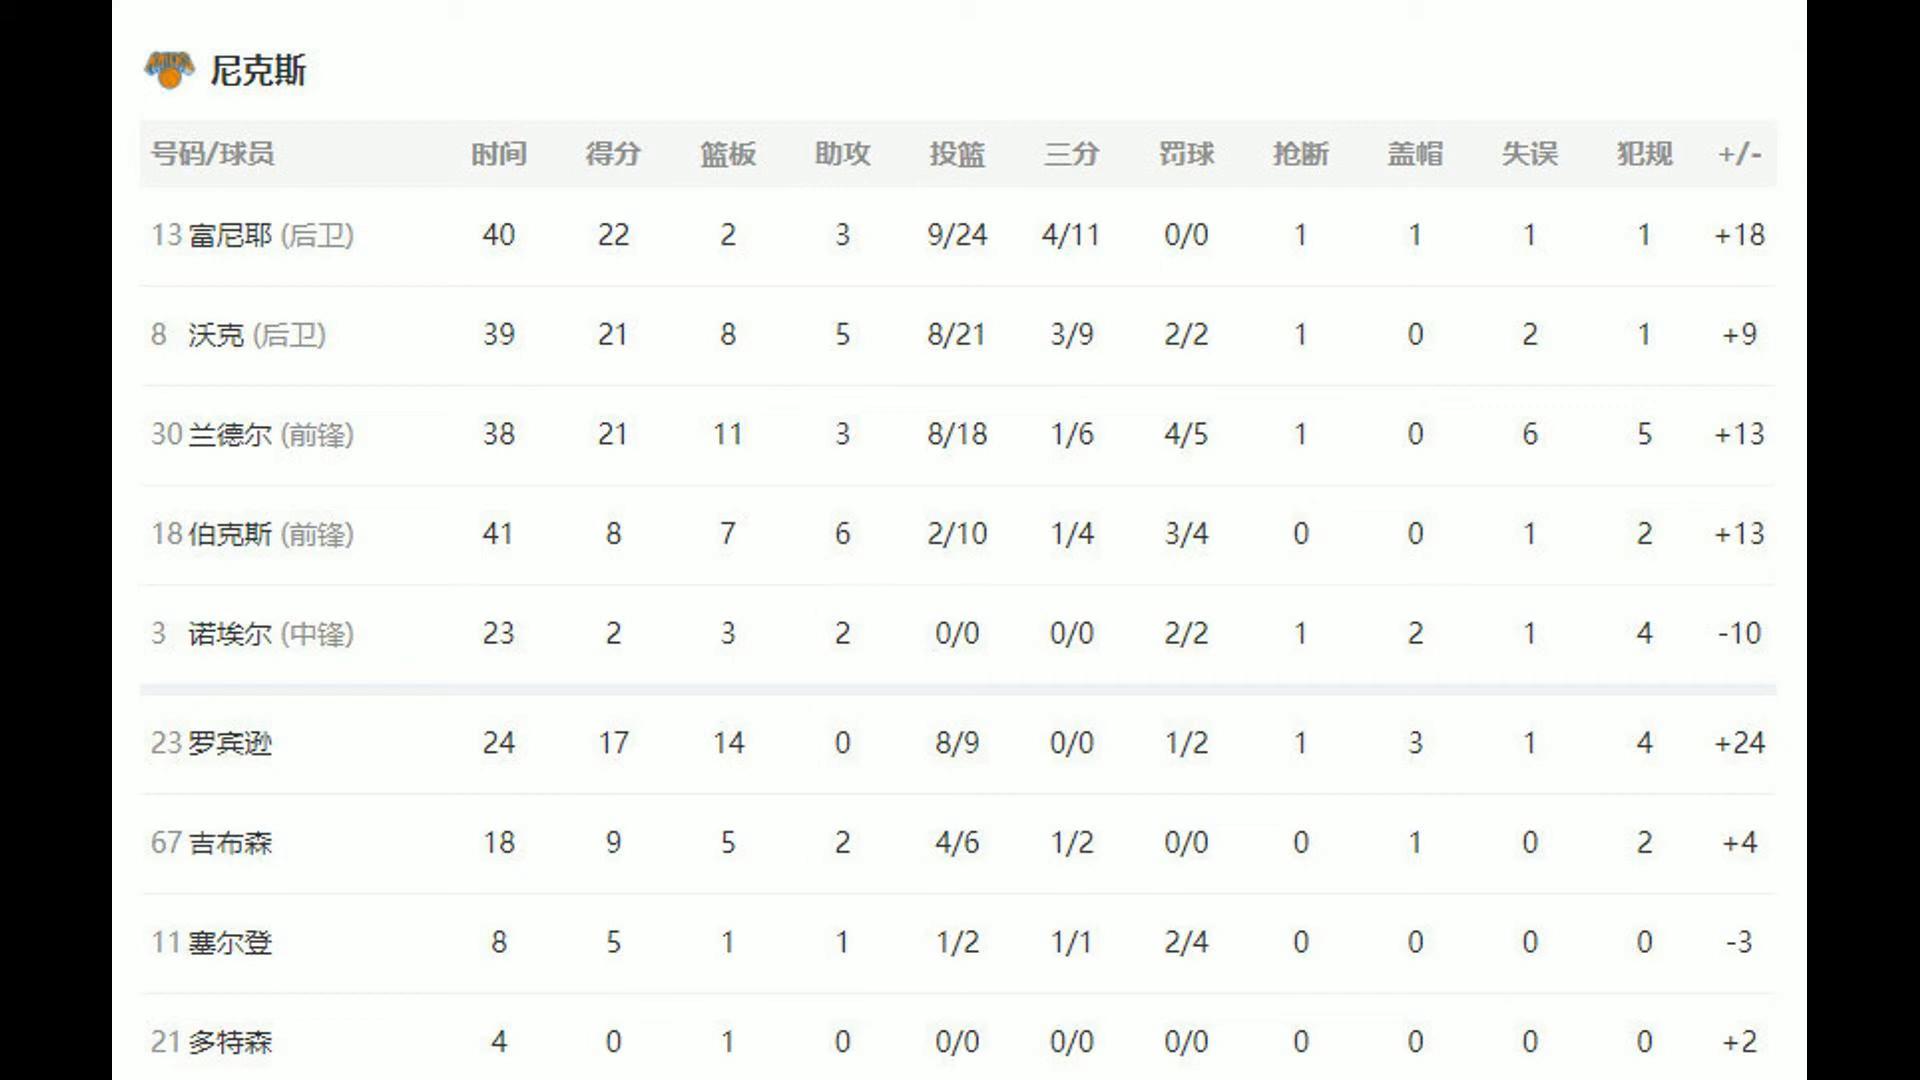 尼克斯
号码/球员 时间 得分 篮板 助攻 投篮 三分 罚球 抢断 盖帽 失误 犯规 +/-
13 富尼耶 (后卫) 40 22 2 3 9/24 4/11 0/0 1 1 1 1 +18
8 沃克 (后卫) 39 21 8 5 8/21 3/9 2/2 1 0 2 1 +9
30 兰德尔 (前锋) 38 21 11 3 8/18 1/6 4/5 1 0 6 5 +13
18 伯克斯 (前锋) 41 8 7 6 2/10 1/4 3/4 0 0 1 2 +13
3 诺埃尔 (中锋) 23 2 3 2 0/0 0/0 2/2 1 2 1 4 -10
23 罗宾逊 24 17 14 0 8/9 0/0 1/2 1 3 1 4 +24
67 吉布森 18 9 5 2 4/6 1/2 0/0 0 1 0 2 +4
11 塞尔登 8 5 1 1 1/2 1/1 2/4 0 0 0 0 -3
21 多特森 4 0 1 0 0/0 0/0 0/0 0 0 0 0 +2